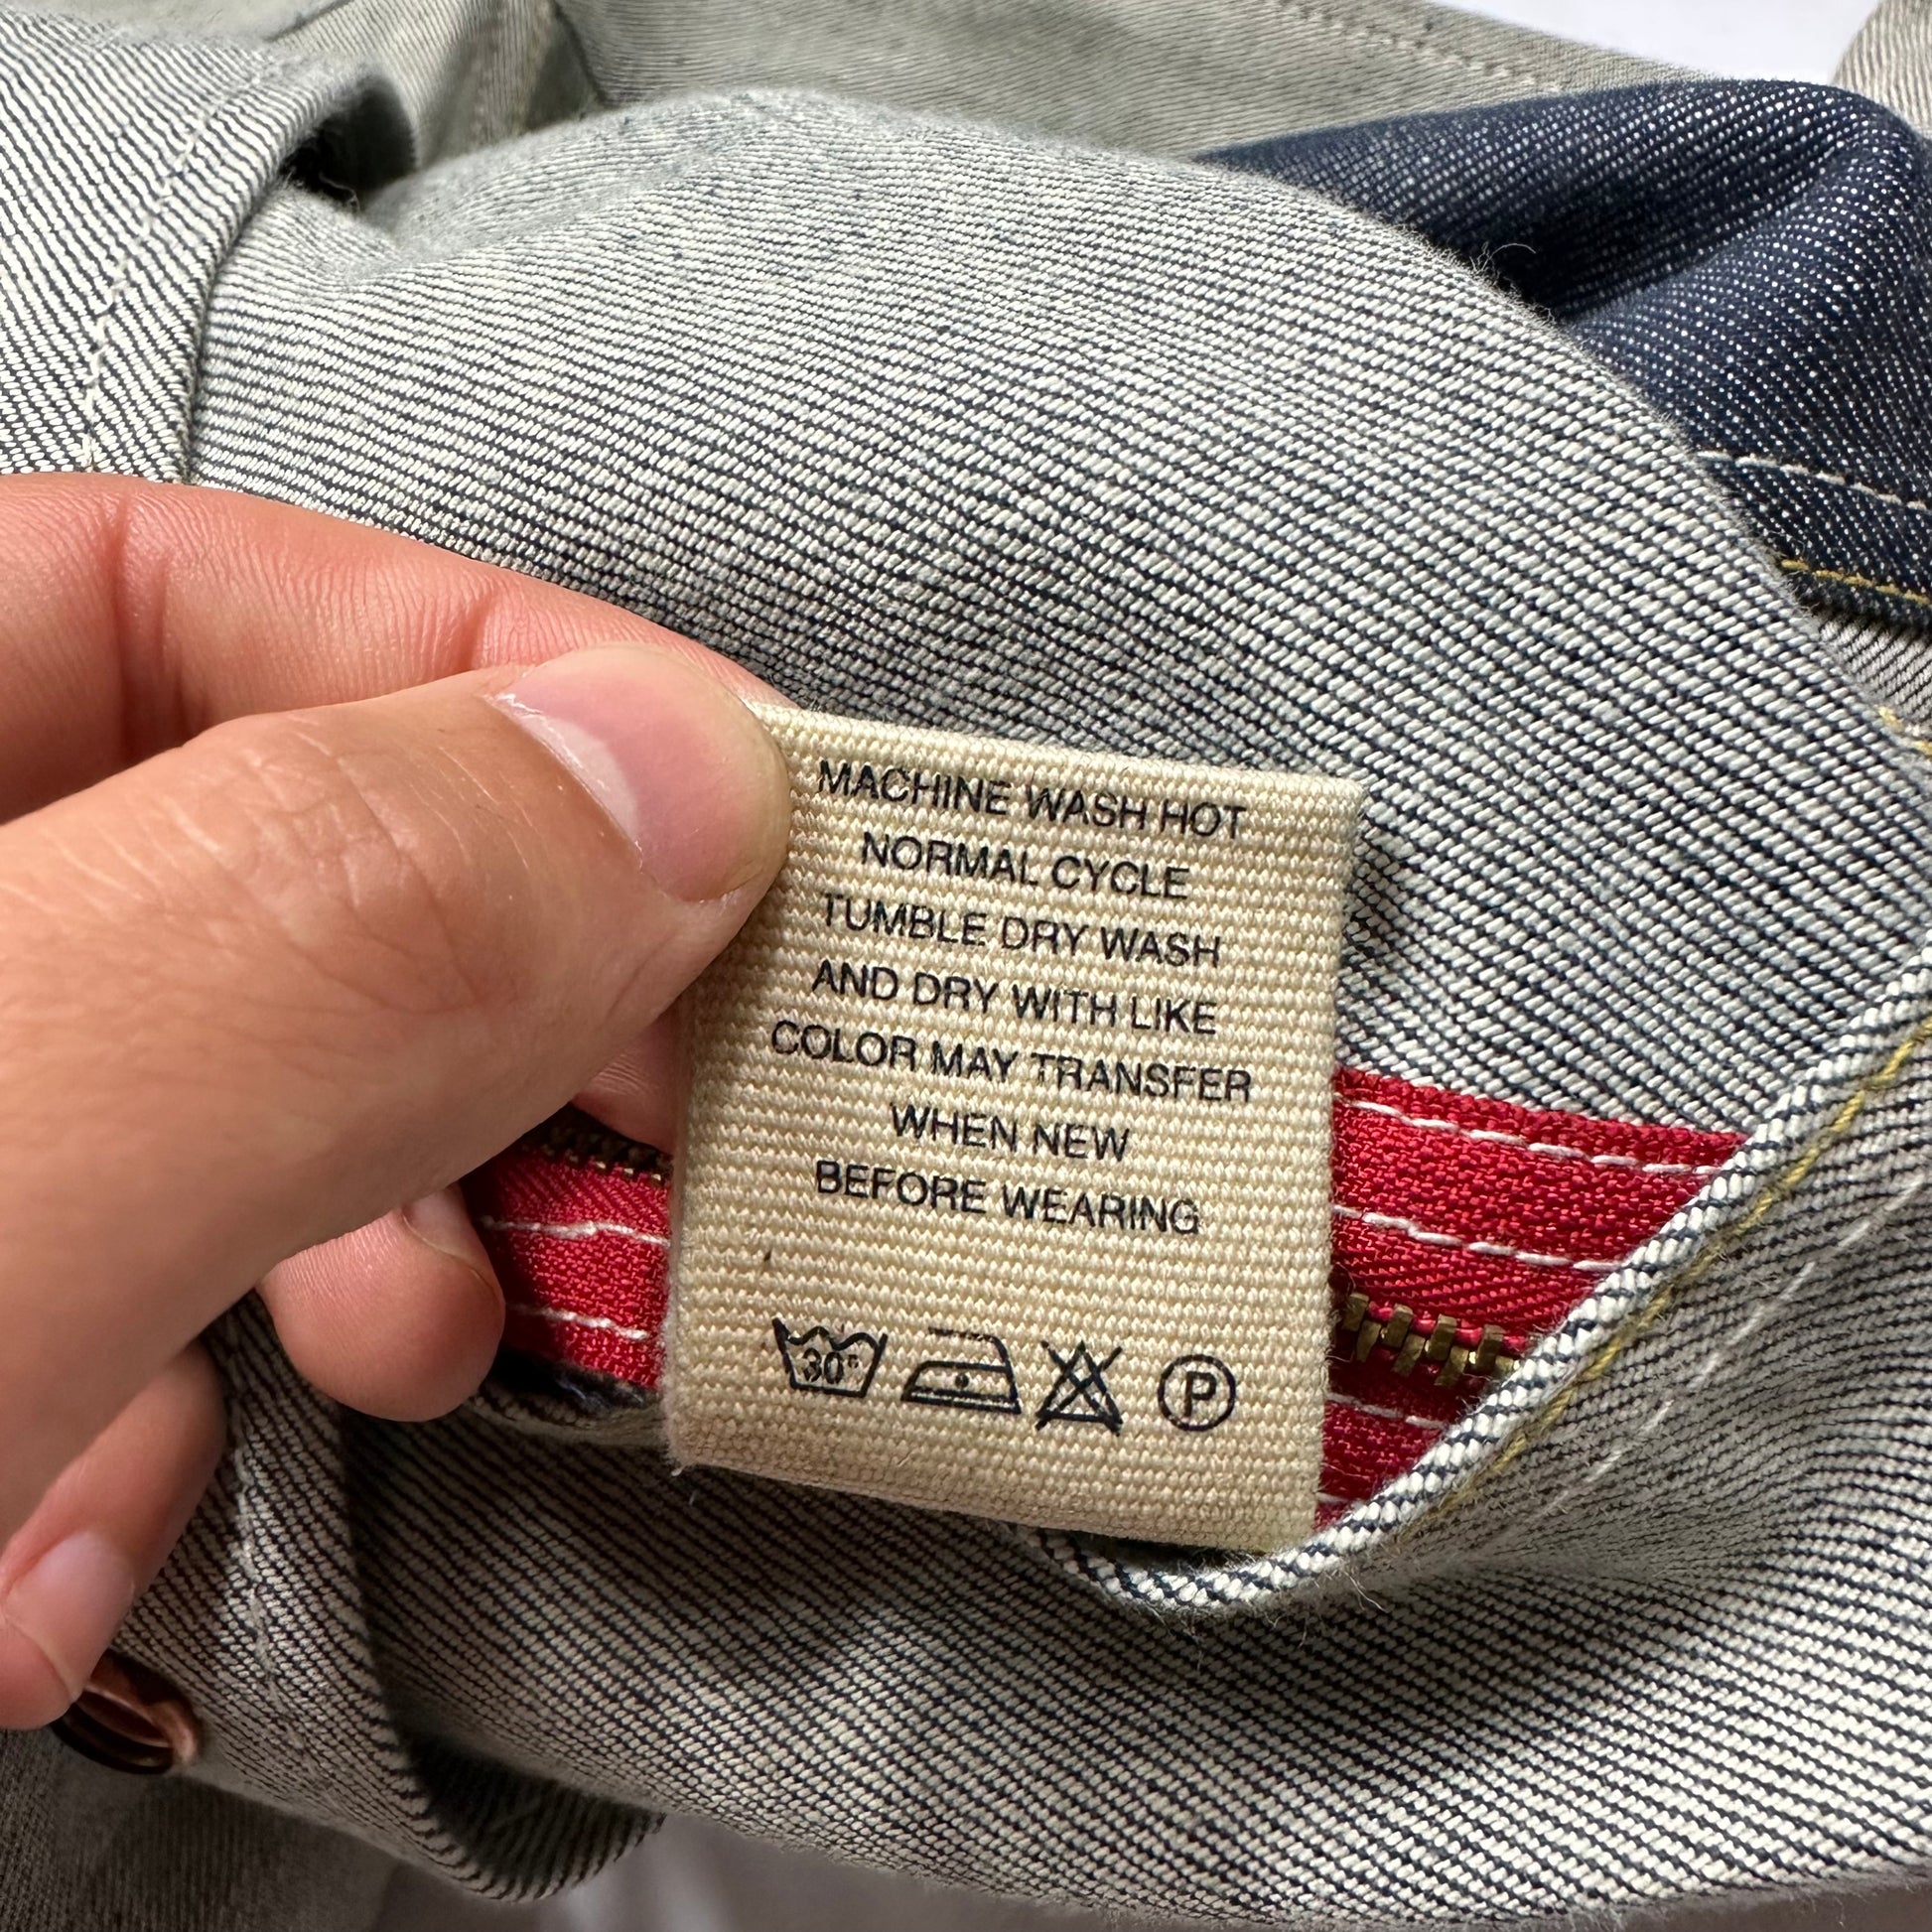 MACHINE WASH HOT
NORMAL CYCLE
TUMBLE DRY WASH
AND DRY WITH LIKE
COLOR MAY TRANSFER
WHEN NEW
BEFORE WEARING
30° P